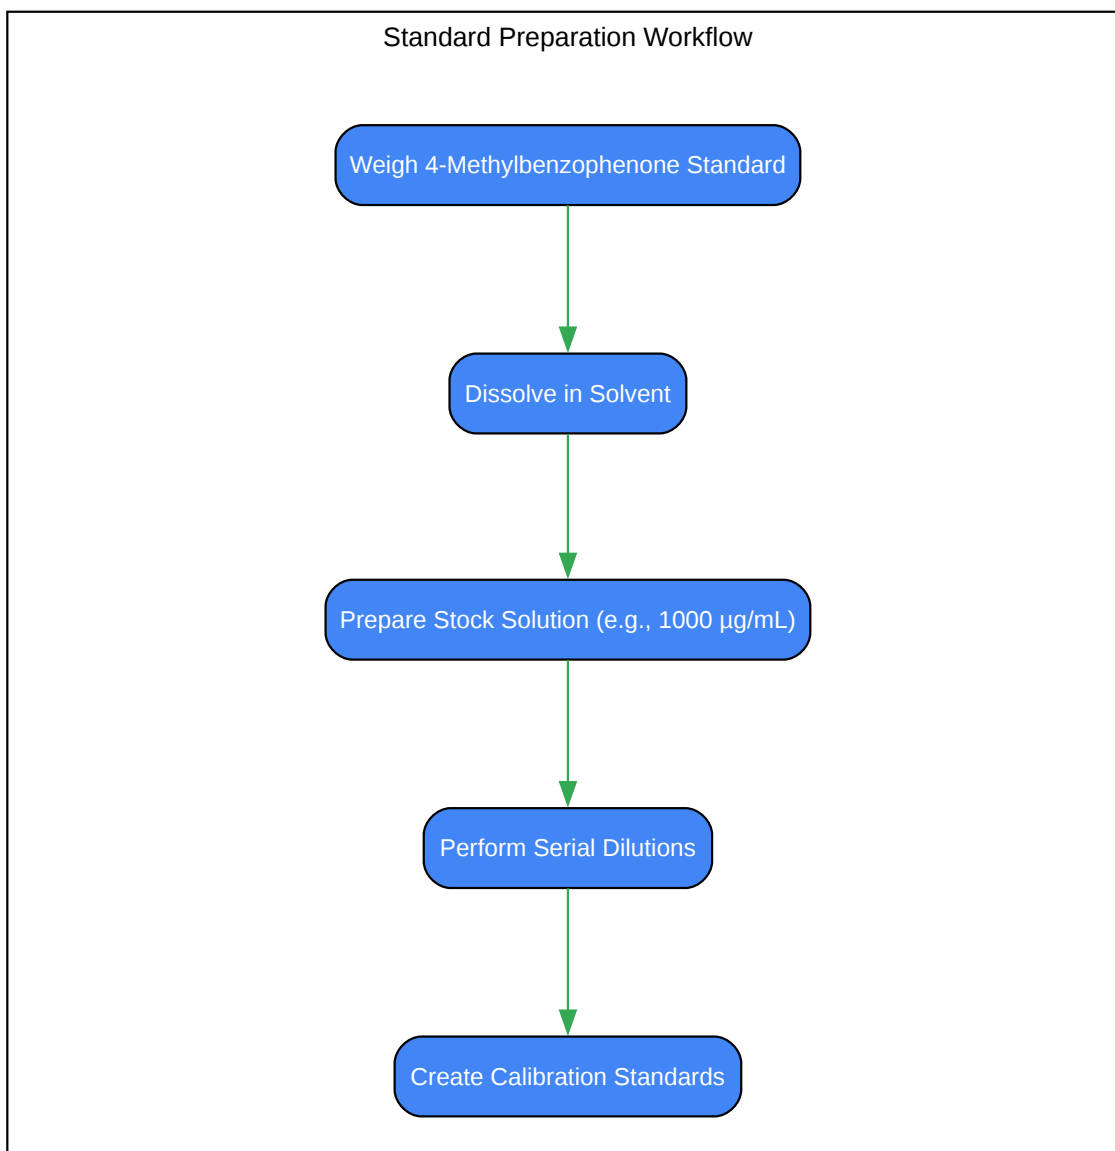 Standard Preparation Workflow
Weigh 4-Methylbenzophenone Standard
Dissolve in Solvent
Prepare Stock Solution (e.g., 1000 µg/mL)
Perform Serial Dilutions
Create Calibration Standards